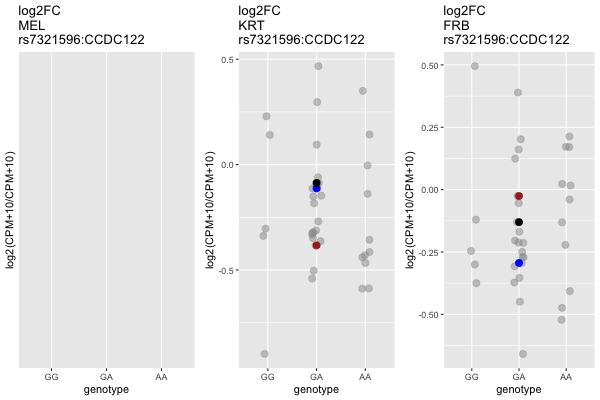 log2FC
MEL
rs7321596:CCDC122
log2(CPM+10/CPM+10)
GG GA AA
genotype
log2FC
KRT
rs7321596:CCDC122
log2(CPM+10/CPM+10)
0.5
0.0
-0.5
GG GA AA
genotype
log2FC
FRB
rs7321596:CCDC122
log2(CPM+10/CPM+10)
0.50
0.25
0.00
-0.25
-0.50
GG GA AA
genotype